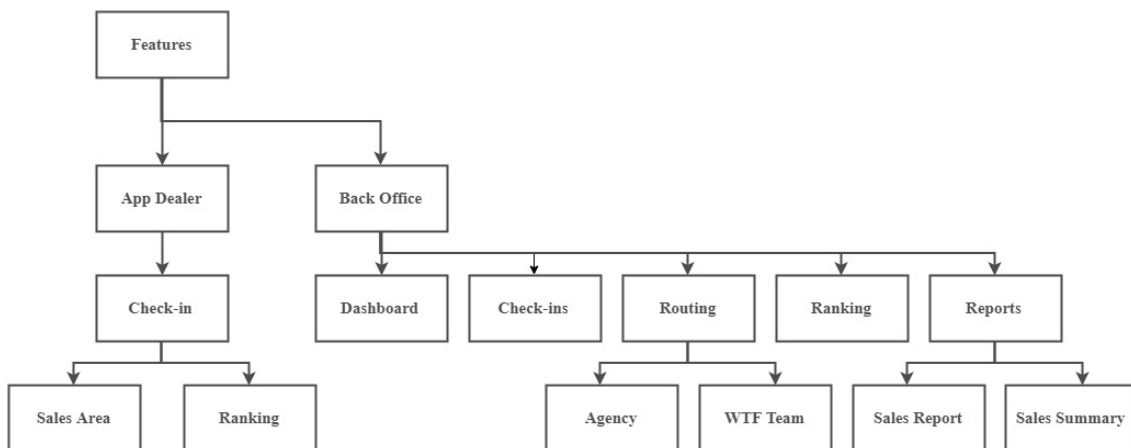 Features
App Dealer
Back Office
Check-in
Dashboard
Check-ins
Routing
Ranking
Reports
Sales Area
Ranking
Agency
WTF Team
Sales Report
Sales Summary